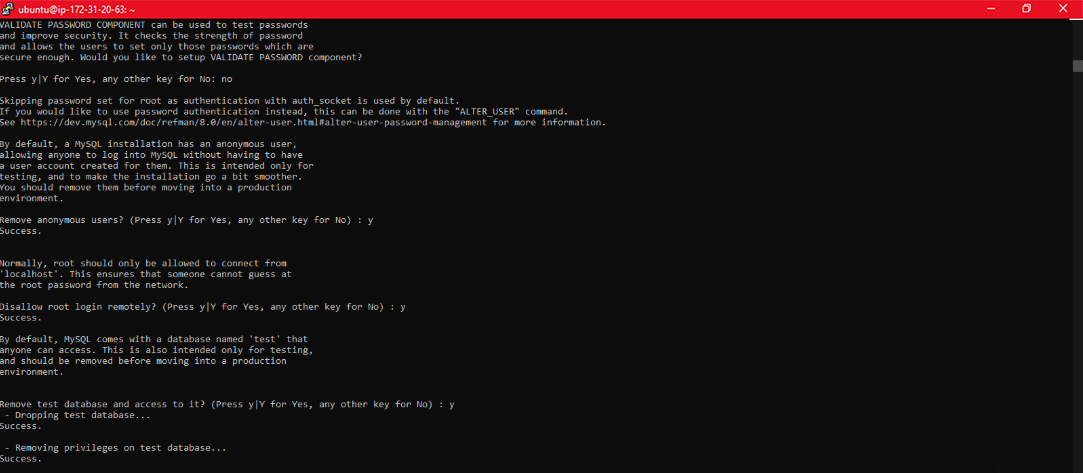 ubuntu@ip-172-31-20-63: ~
VALIDATE PASSWORD COMPONENT can be used to test passwords
and improve security. It checks the strength of password
and allows the users to set only those passwords which are
secure enough. Would you like to setup VALIDATE PASSWORD component?
Press y|Y for Yes, any other key for No: no
Skipping password set for root as authentication with auth_socket is used by default.
If you would like to use password authentication instead, this can be done with the "ALTER_USER" command.
See https://dev.mysql.com/doc/refman/8.0/en/alter-user.html#alter-user-password-management for more information.
By default, a MySQL installation has an anonymous user,
allowing anyone to log into MySQL without having to have
a user account created for them. This is intended only for
testing, and to make the installation go a bit smoother.
You should remove them before moving into a production
environment.
Remove anonymous users? (Press y|Y for Yes, any other key for No) : y
Success.
Normally, root should only be allowed to connect from
'localhost'. This ensures that someone cannot guess at
the root password from the network.
Disallow root login remotely? (Press y|Y for Yes, any other key for No) : y
Success.
By default, MySQL comes with a database named 'test' that
anyone can access. This is also intended only for testing,
and should be removed before moving into a production
environment.
Remove test database and access to it? (Press y|Y for Yes, any other key for No) : y
- Dropping test database...
Success.
- Removing privileges on test database...
Success.